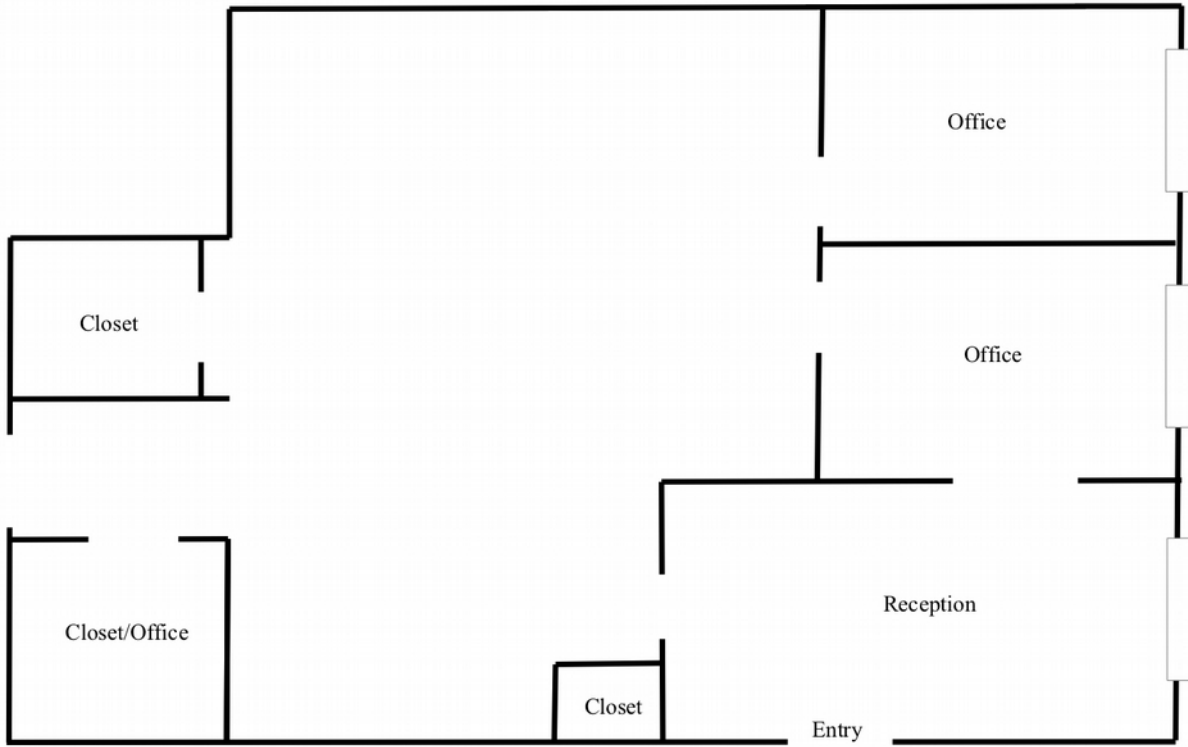 Office
Closet
Office
Reception
Closet/Office
Closet
Entry